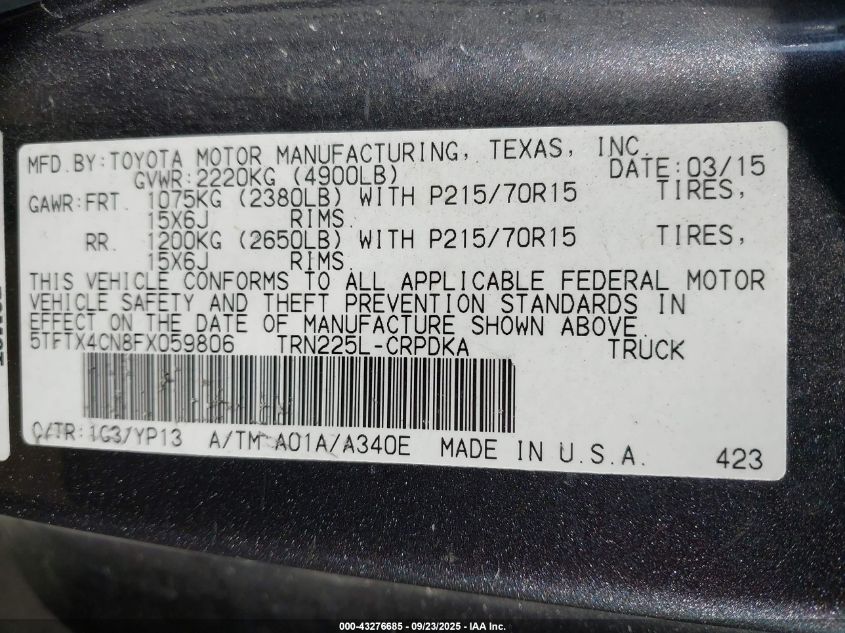 MFD.BY:TOYOTA MOTOR MANUFACTURING, TEXAS, INC.
DATE:03/15
GVWR:2220KG (4900LB)
GAWR:FRT. 1075KG (2380LB) WITH P215/70R15 TIRES,
15X6J RIMS.
RR. 1200KG (2650LB) WITH P215/70R15 TIRES,
15X6J RIMS.
THIS VEHICLE CONFORMS TO ALL APPLICABLE FEDERAL MOTOR
VEHICLE SAFETY AND THEFT PREVENTION STANDARDS IN
EFFECT ON THE DATE OF MANUFACTURE SHOWN ABOVE.
5TFTX4CN8FX059806 TRN225L-CRPDKA TRUCK
C/TR:1G3/YP13 A/TM A01A/A340E MADE IN U.S.A.
423
000-43276685 - 09/23/2025 - IAA Inc.